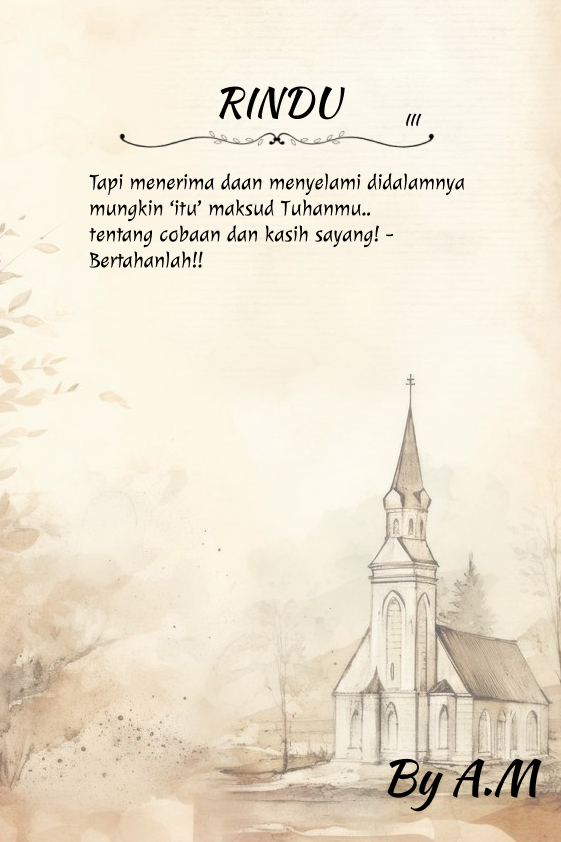 RINDU
III
Tapi menerima daan menyelami didalamnya
mungkin ‘itu’ maksud Tuhanmu..
tentang cobaan dan kasih sayang! -
Bertahanlah!!
By A.M